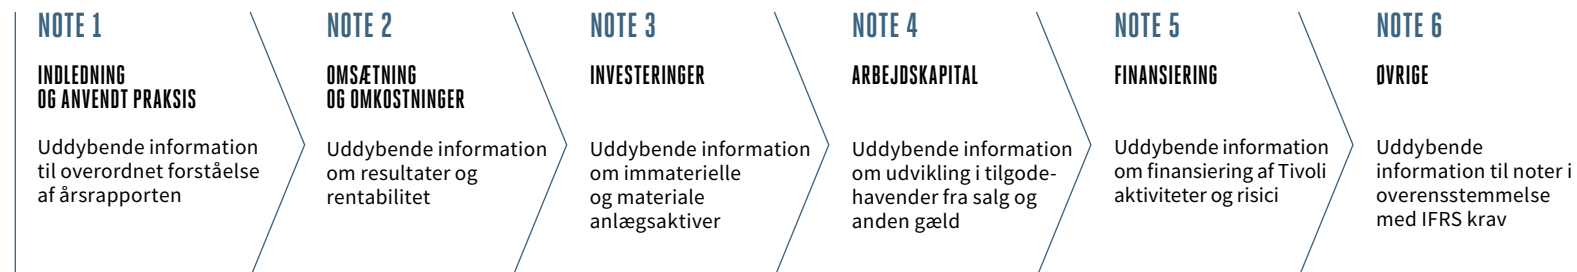 NOTE 1
INDLEDNING
OG ANVENDT PRAKSIS
Uddybende information
til overordnet forståelse
af årsrapporten
NOTE 2
OMSÆTNING
OG OMKOSTNINGER
Uddybende information
om resultater og
rentabilitet
NOTE 3
INVESTERINGER
Uddybende information
om immaterielle
og materiale
anlægsaktiver
NOTE 4
ARBEJDSKAPITAL
Uddybende information
om udvikling i tilgode-
havender fra salg og
anden gæld
NOTE 5
FINANSIERING
Uddybende information
om finansiering af Tivoli
aktiviteter og risici
NOTE 6
ØVRIGE
Uddybende
information til noter i
overensstemmelse
med IFRS krav